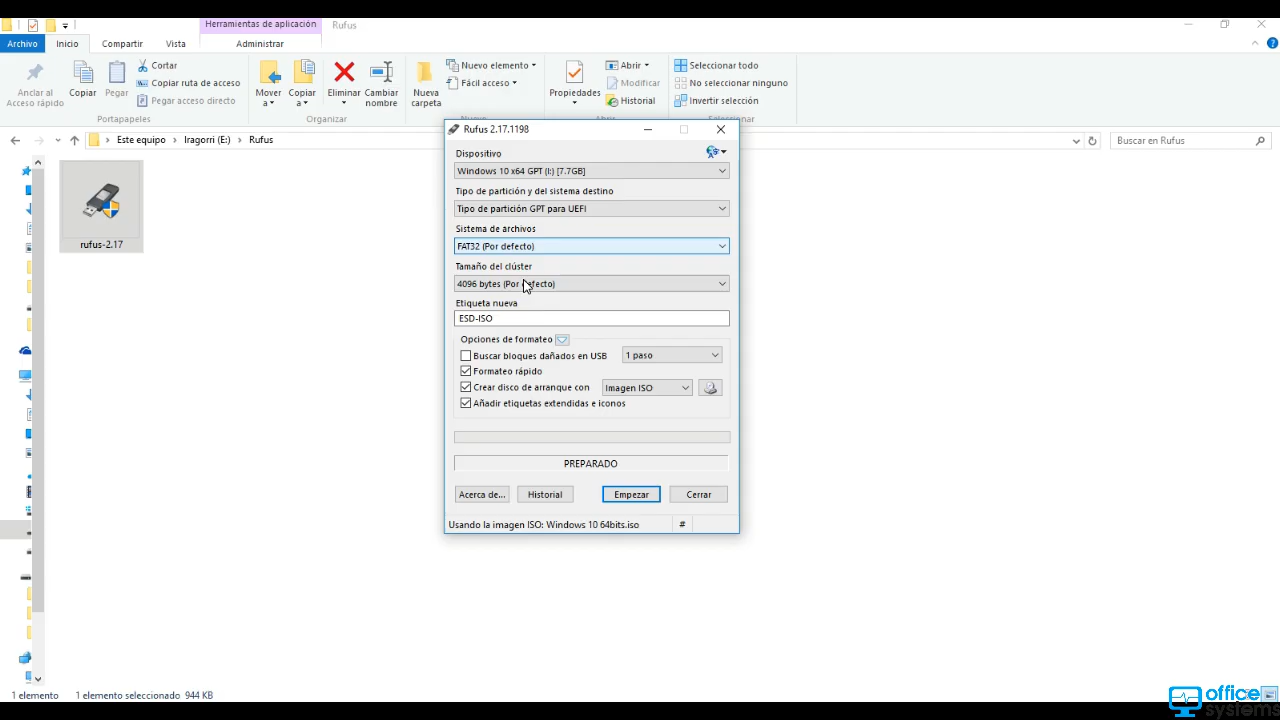 Herramientas de aplicación
Rufus
Archivo
Inicio
Compartir
Vista
Administrar
Anclar al
Acceso rápido
Copiar
Pegar
Cortar
Copiar ruta de acceso
Pegar acceso directo
Portapapeles
Mover
a
Copiar
a
Eliminar
Cambiar
nombre
Organizar
Nueva
carpeta
Nuevo elemento
Fácil acceso
Propiedades
Abrir
Modificar
Historial
Seleccionar todo
No seleccionar ninguno
Invertir selección
Seleccionar
Este equipo > Iragorri (E:) > Rufus
Buscar en Rufus
rufus-2.17
Rufus 2.17.1198
Dispositivo
Windows 10 x64 GPT (I:) [7.7GB]
Tipo de partición y del sistema destino
Tipo de partición GPT para UEFI
Sistema de archivos
FAT32 (Por defecto)
Tamaño del clúster
4096 bytes (Por defecto)
Etiqueta nueva
ESD-ISO
Opciones de formateo
Buscar bloques dañados en USB
1 paso
Formateo rápido
Crear disco de arranque con
Imagen ISO
Añadir etiquetas extendidas e iconos
PREPARADO
Acerca de...
Historial
Empezar
Cerrar
Usando la imagen ISO: Windows 10 64bits.iso
#
1 elemento
1 elemento seleccionado 944 KB
office
systems